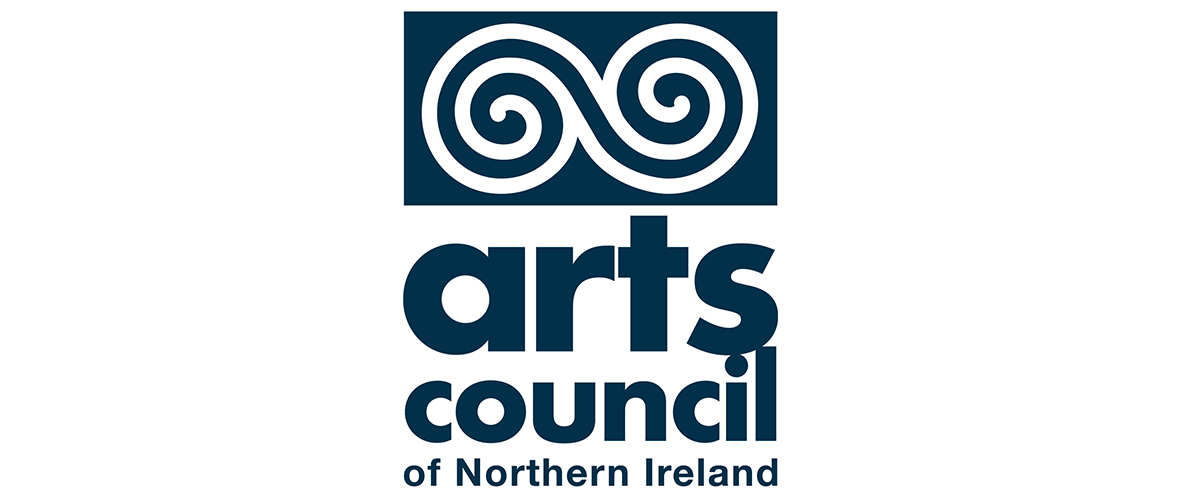 arts
council
of Northern Ireland